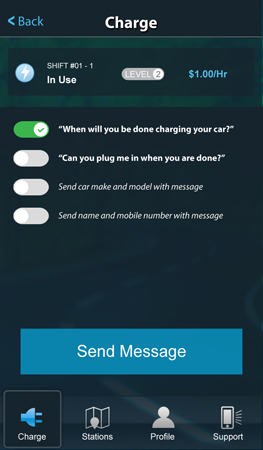 < Back
Charge
SHIFT #01 - 1
In Use
LEVEL 2
$1.00/Hr
“When will you be done charging your car?”
“Can you plug me in when you are done?”
Send car make and model with message
Send name and mobile number with message
Send Message
Charge
Stations
Profile
Support